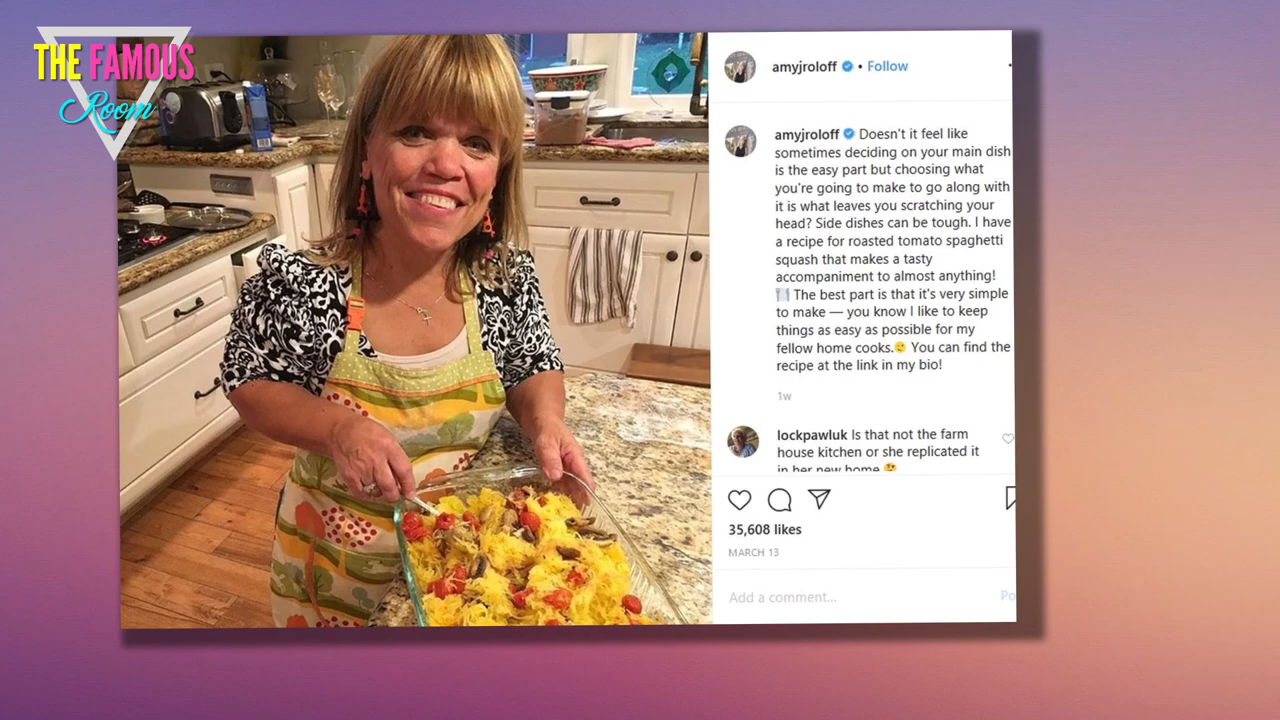 THE FAMOUS
Room
amyjroloff • Follow
amyjroloff Doesn't it feel like
sometimes deciding on your main dish
is the easy part but choosing what
you're going to make to go along with
it is what leaves you scratching your
head? Side dishes can be tough. I have
a recipe for roasted tomato spaghetti
squash that makes a tasty
accompaniment to almost anything!
🍽️ The best part is that it's very simple
to make — you know I like to keep
things as easy as possible for my
fellow home cooks.😉 You can find the
recipe at the link in my bio!
1w
lockpawluk Is that not the farm
house kitchen or she replicated it
in her new home 🤔
35,608 likes
MARCH 13
Add a comment...
Po